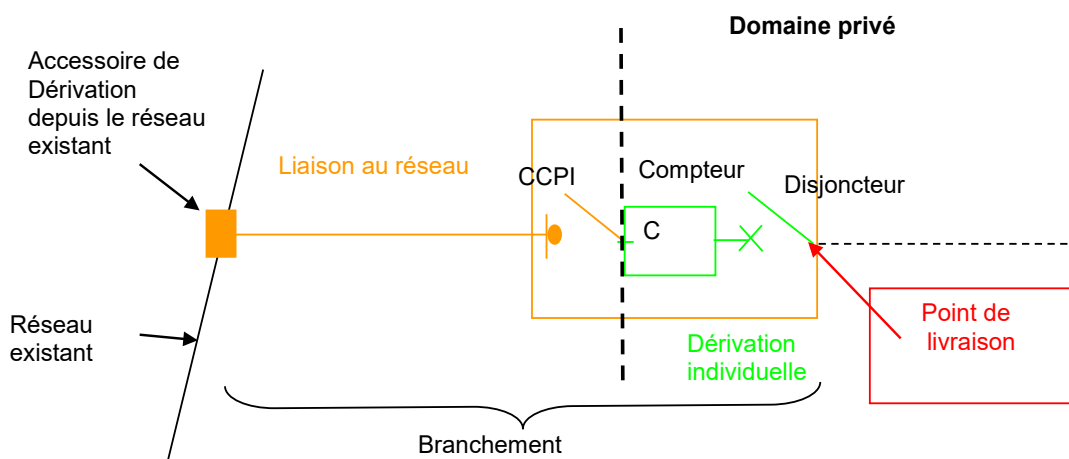 Domaine privé
Accessoire de
Dérivation
depuis le réseau
existant
Liaison au réseau
CCPI
Compteur
Disjoncteur
C
Réseau
existant
Point de
livraison
Dérivation
individuelle
Branchement